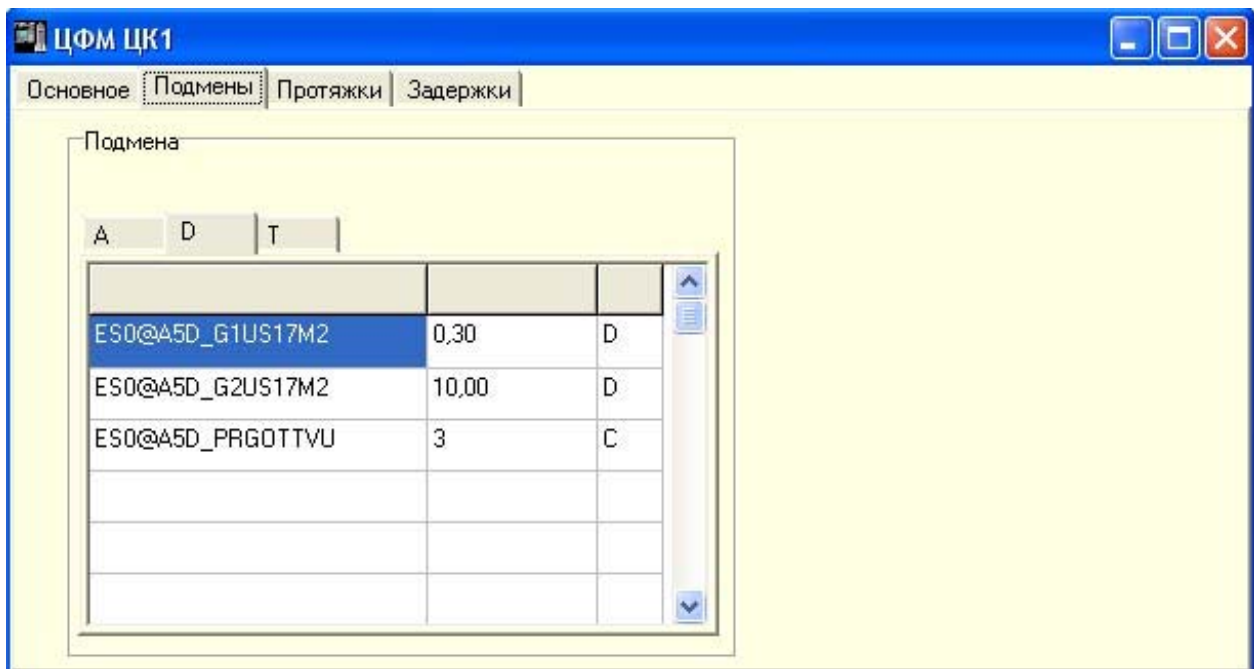 ЦФМ ЦК1
Основное Подмены Протяжки Задержки
Подмена
A D T
ES0@A5D_G1US17M2 0,30 D
ES0@A5D_G2US17M2 10,00 D
ES0@A5D_PRGOTTVU 3 C